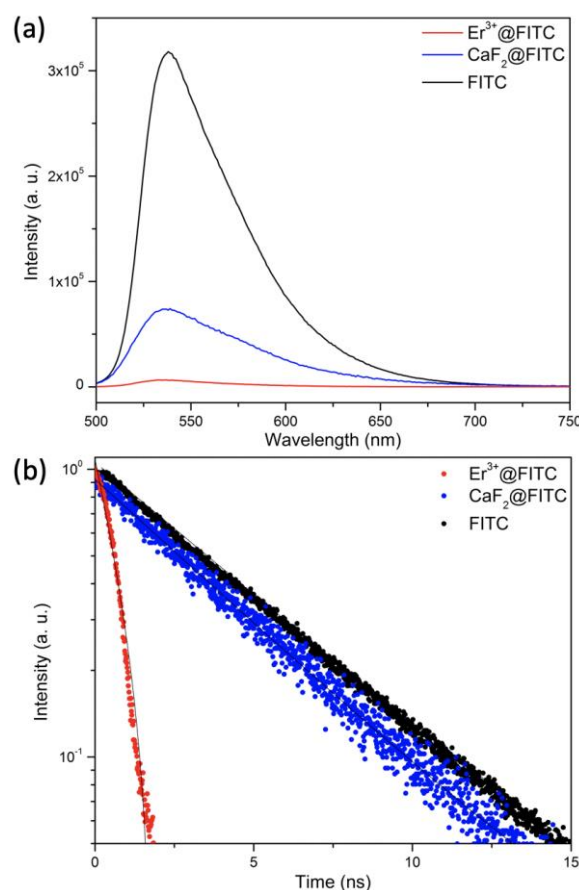 (a)
Er³⁺@FITC
CaF₂@FITC
FITC
3x10⁵
2x10⁵
1x10⁵
0
Intensity (a. u.)
500 550 600 650 700 750
Wavelength (nm)
(b)
Er³⁺@FITC
CaF₂@FITC
FITC
10⁰
10⁻¹
Intensity (a. u.)
0 5 10 15
Time (ns)